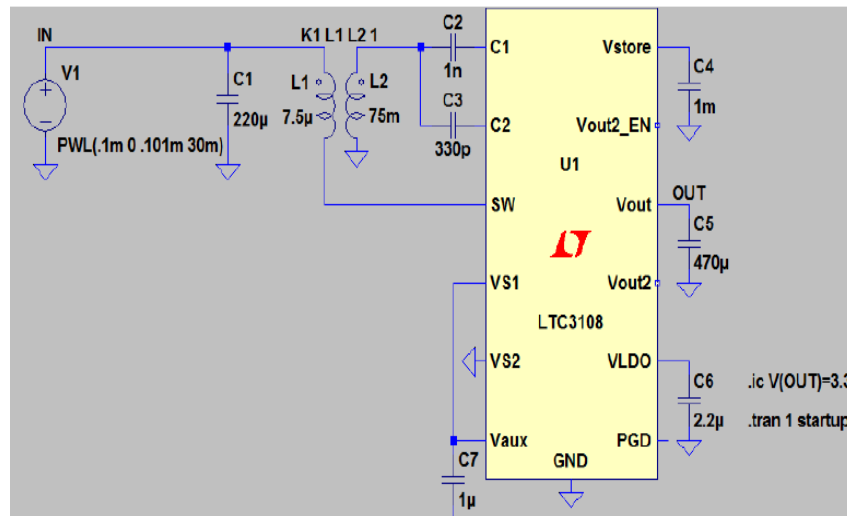 IN
K1 L1 L2 1
C2
1n
C1
Vstore
V1
C1
220µ
L1
7.5µ
L2
75m
C3
330p
C2
C4
1m
Vout2_EN
PWL(.1m 0 .101m 30m)
U1
SW
Vout
OUT
C5
470µ
VS1
Vout2
LTC3108
VS2
VLDO
C6
2.2µ
.ic V(OUT)=3.3
.tran 1 startup
Vaux
PGD
C7
1µ
GND